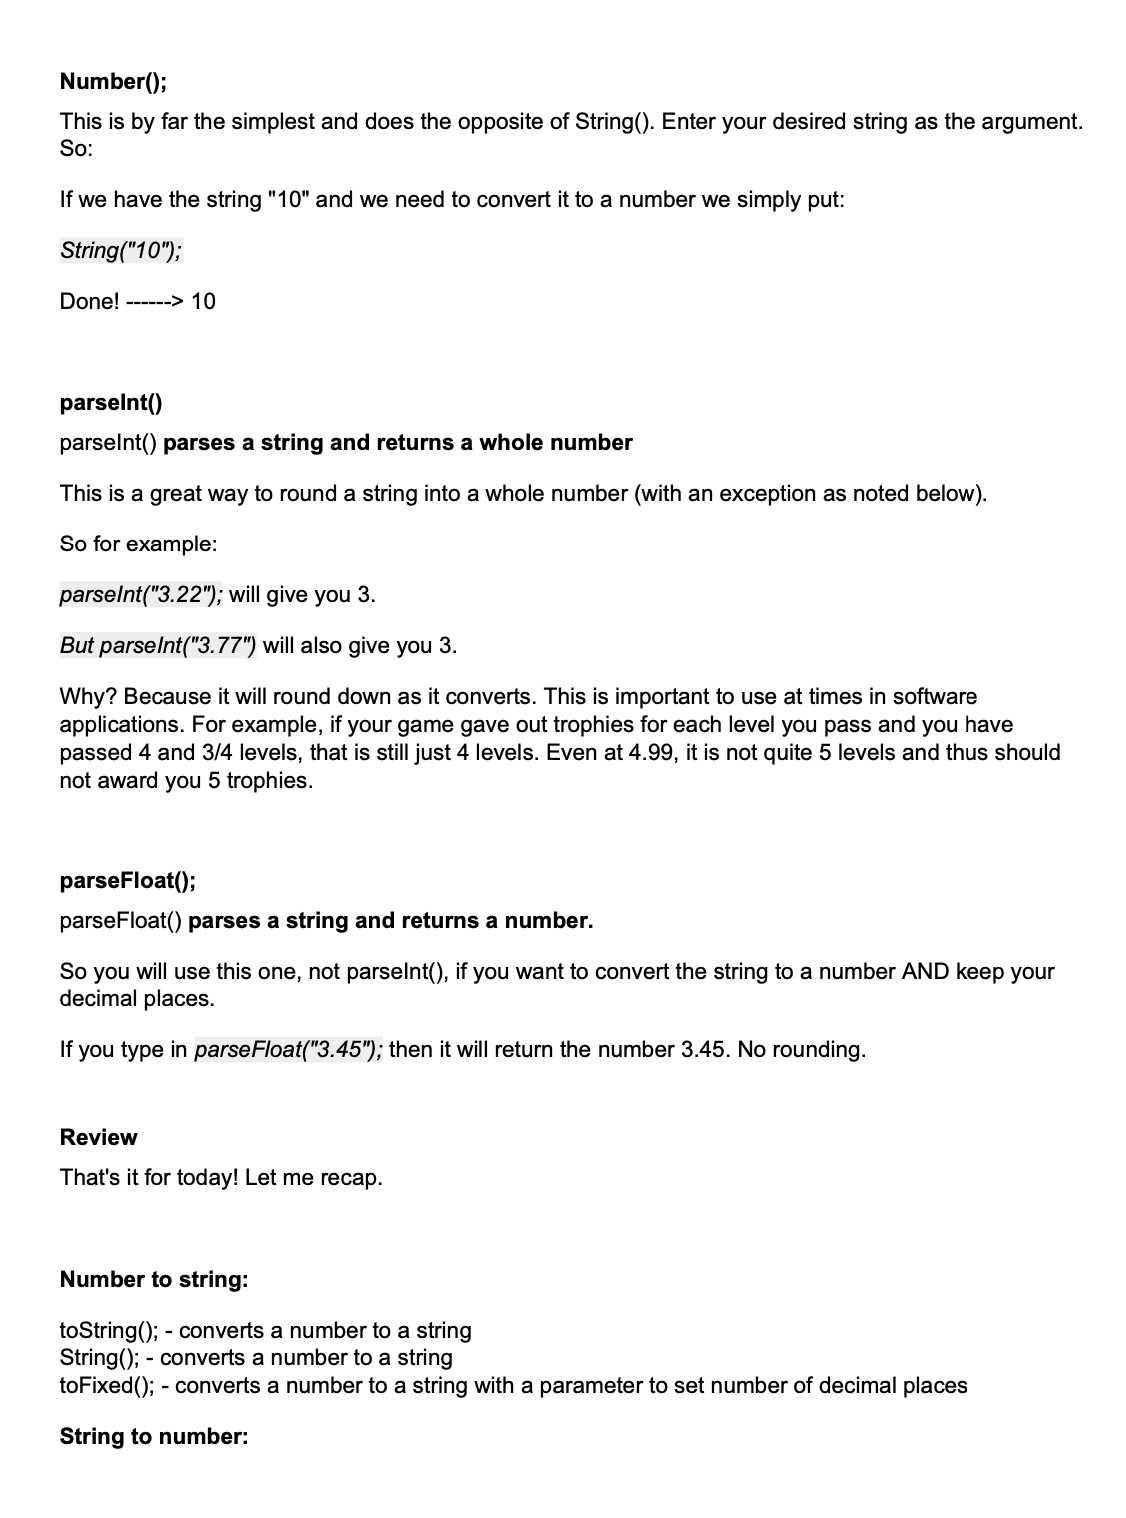 Number();
This is by far the simplest and does the opposite of String(). Enter your desired string as the argument.
So:
If we have the string "10" and we need to convert it to a number we simply put:
String("10");
Done! ------> 10
parseInt()
parseInt() parses a string and returns a whole number
This is a great way to round a string into a whole number (with an exception as noted below).
So for example:
parseInt("3.22"); will give you 3.
But parseInt("3.77") will also give you 3.
Why? Because it will round down as it converts. This is important to use at times in software
applications. For example, if your game gave out trophies for each level you pass and you have
passed 4 and 3/4 levels, that is still just 4 levels. Even at 4.99, it is not quite 5 levels and thus should
not award you 5 trophies.
parseFloat();
parseFloat() parses a string and returns a number.
So you will use this one, not parseInt(), if you want to convert the string to a number AND keep your
decimal places.
If you type in parseFloat("3.45"); then it will return the number 3.45. No rounding.
Review
That's it for today! Let me recap.
Number to string:
toString(); - converts a number to a string
String(); - converts a number to a string
toFixed(); - converts a number to a string with a parameter to set number of decimal places
String to number: